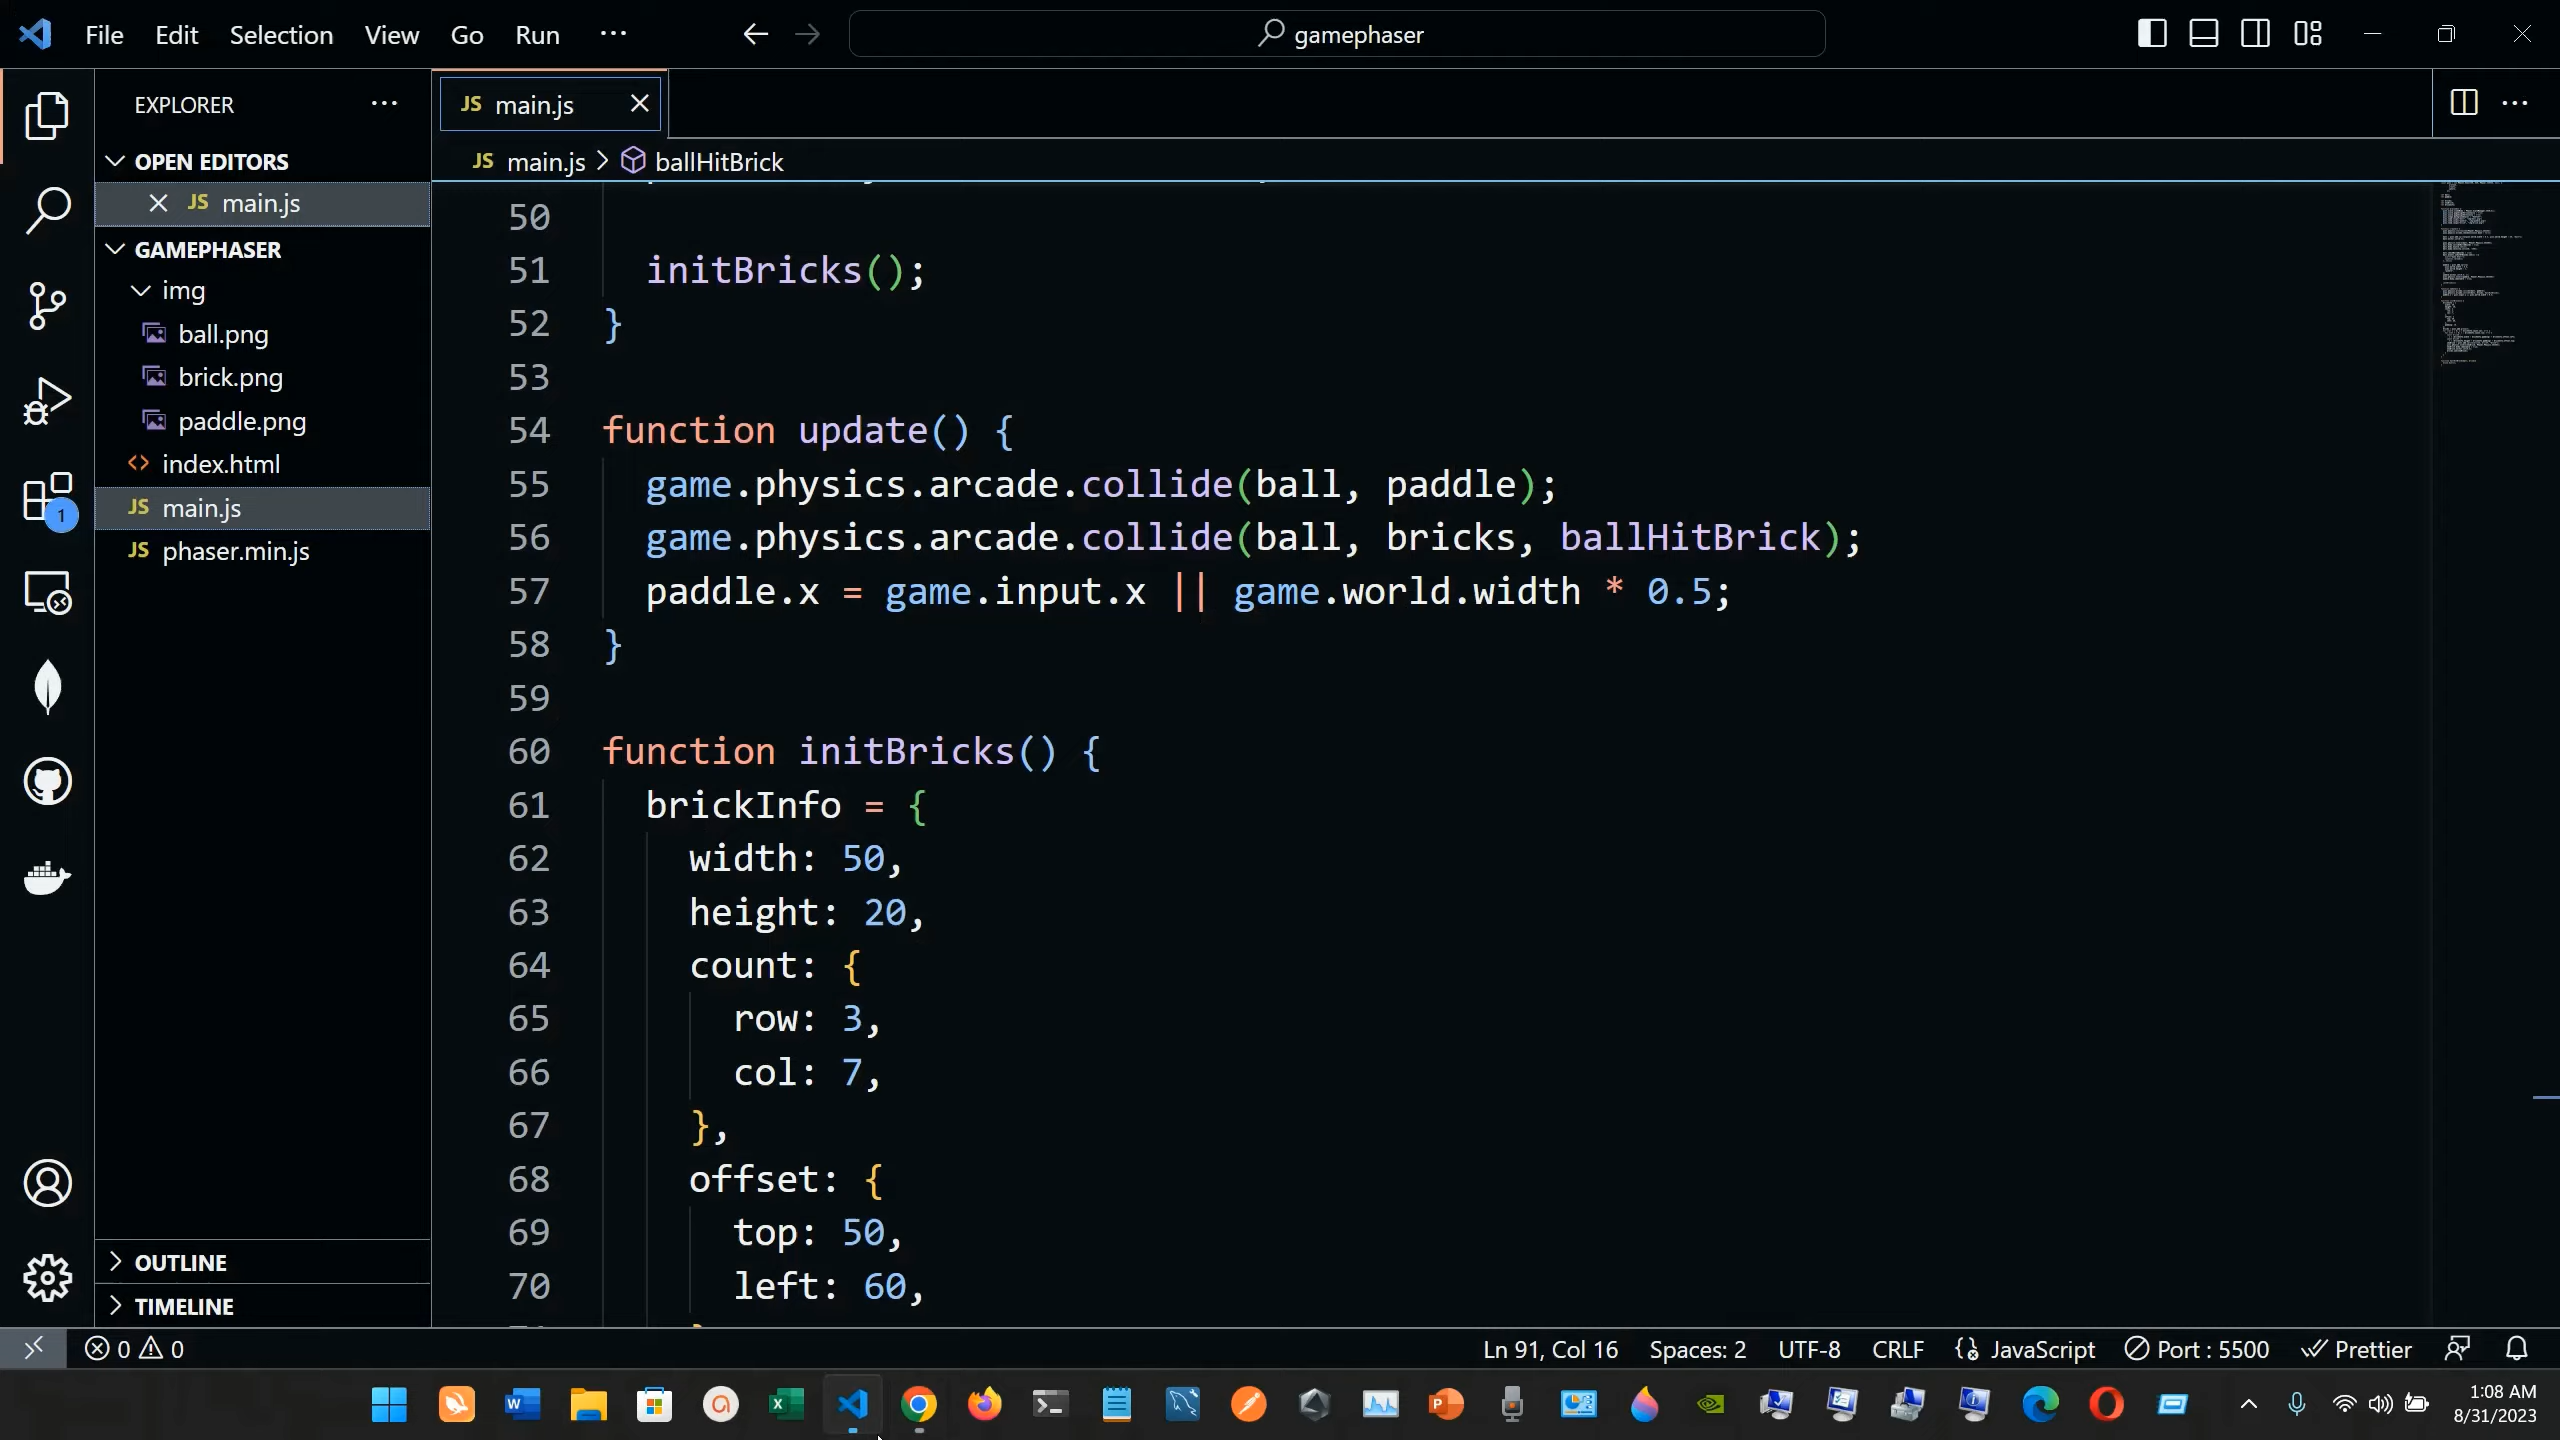 File Edit Selection View Go Run ···
gamephaser
EXPLORER ···
OPEN EDITORS
JS main.js
GAMEPHASER
img
ball.png
brick.png
paddle.png
index.html
JS main.js
JS phaser.min.js
OUTLINE
TIMELINE
1
JS main.js
JS main.js > ballHitBrick
50
51 initBricks();
52 }
53
54 function update() {
55 game.physics.arcade.collide(ball, paddle);
56 game.physics.arcade.collide(ball, bricks, ballHitBrick);
57 paddle.x = game.input.x || game.world.width * 0.5;
58 }
59
60 function initBricks() {
61 brickInfo = {
62 width: 50,
63 height: 20,
64 count: {
65 row: 3,
66 col: 7,
67 },
68 offset: {
69 top: 50,
70 left: 60,
0 0
Ln 91, Col 16 Spaces: 2 UTF-8 CRLF JavaScript Port : 5500 Prettier
1:08 AM
8/31/2023